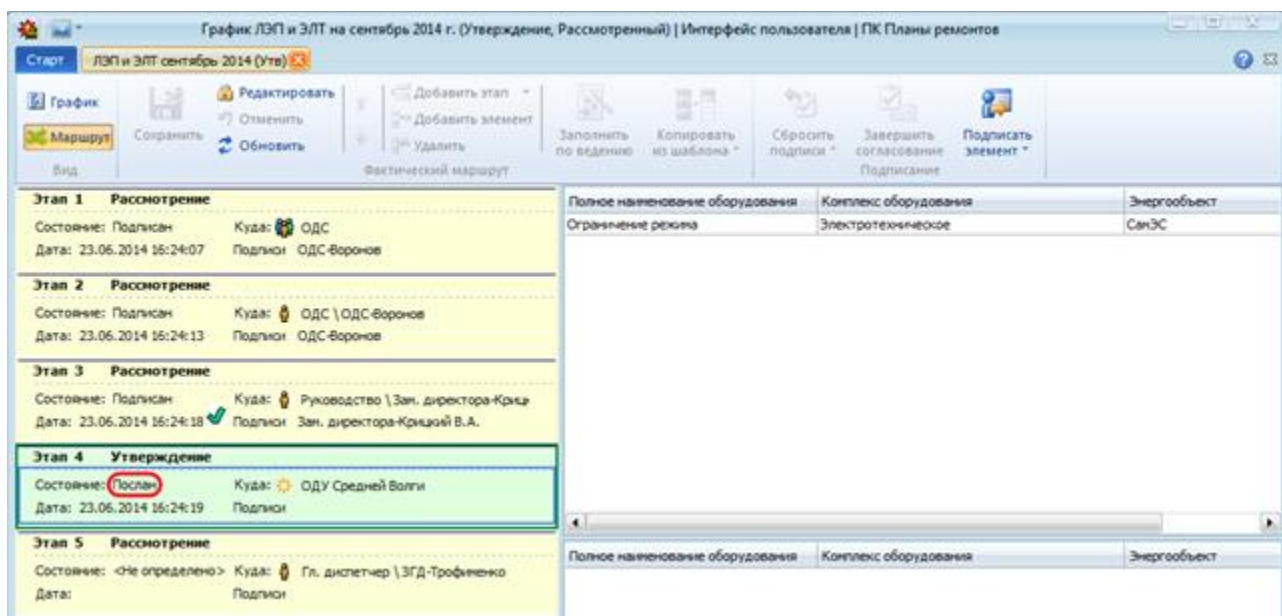 График ЛЭП и ЭЛТ на сентябрь 2014 г. (Утверждение, Рассмотренный) | Интерфейс пользователя | ПК Планы ремонтов
Старт ЛЭП и ЭЛТ сентябрь 2014 (Утв)
График
Маршрут
Вид
Сохранить
Редактировать
Отменить
Обновить
Добавить этап
Добавить элемент
Удалить
Фактический маршрут
Заполнить по ведению
Копировать из шаблона
Сбросить подписи
Завершить согласование
Подписать элемент
Подписание
Этап 1 Рассмотрение
Состояние: Подписан Куда: ОДС
Дата: 23.06.2014 16:24:07 Подписи ОДС-Воронов
Этап 2 Рассмотрение
Состояние: Подписан Куда: ОДС \ ОДС-Воронов
Дата: 23.06.2014 16:24:13 Подписи ОДС-Воронов
Этап 3 Рассмотрение
Состояние: Подписан Куда: Руководство \ Зам. директора-Криц
Дата: 23.06.2014 16:24:18 Подписи Зам. директора-Крицкий В.А.
Этап 4 Утверждение
Состояние: Послан Куда: ОДУ Средней Волги
Дата: 23.06.2014 16:24:19 Подписи
Этап 5 Рассмотрение
Состояние: <Не определено> Куда: Гл. диспетчер \ ЗГД-Трофименко
Дата: Подписи
Полное наименование оборудования Комплекс оборудования Энергообъект
Ограничение режима Электротехническое СамЭС
Полное наименование оборудования Комплекс оборудования Энергообъект